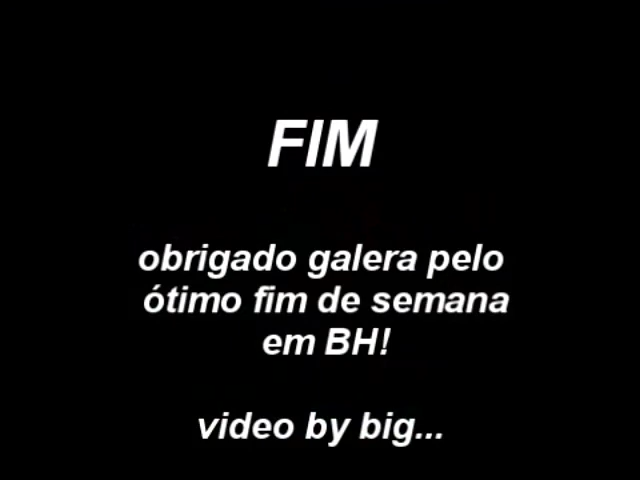 FIM
obrigado galera pelo
ótimo fim de semana
em BH!
video by big...